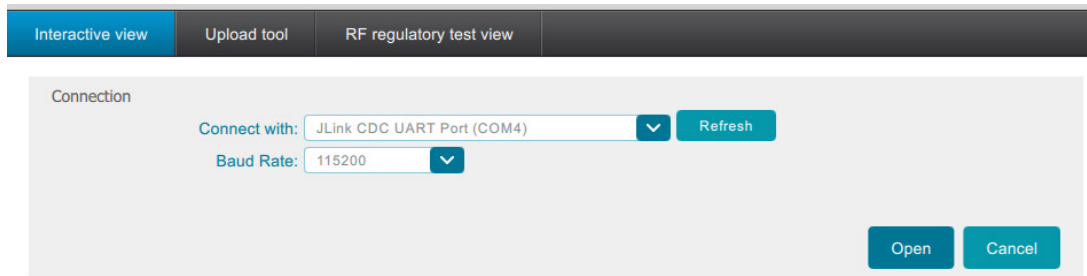 Interactive view Upload tool RF regulatory test view
Connection
Connect with: JLink CDC UART Port (COM4) Refresh
Baud Rate: 115200
Open Cancel